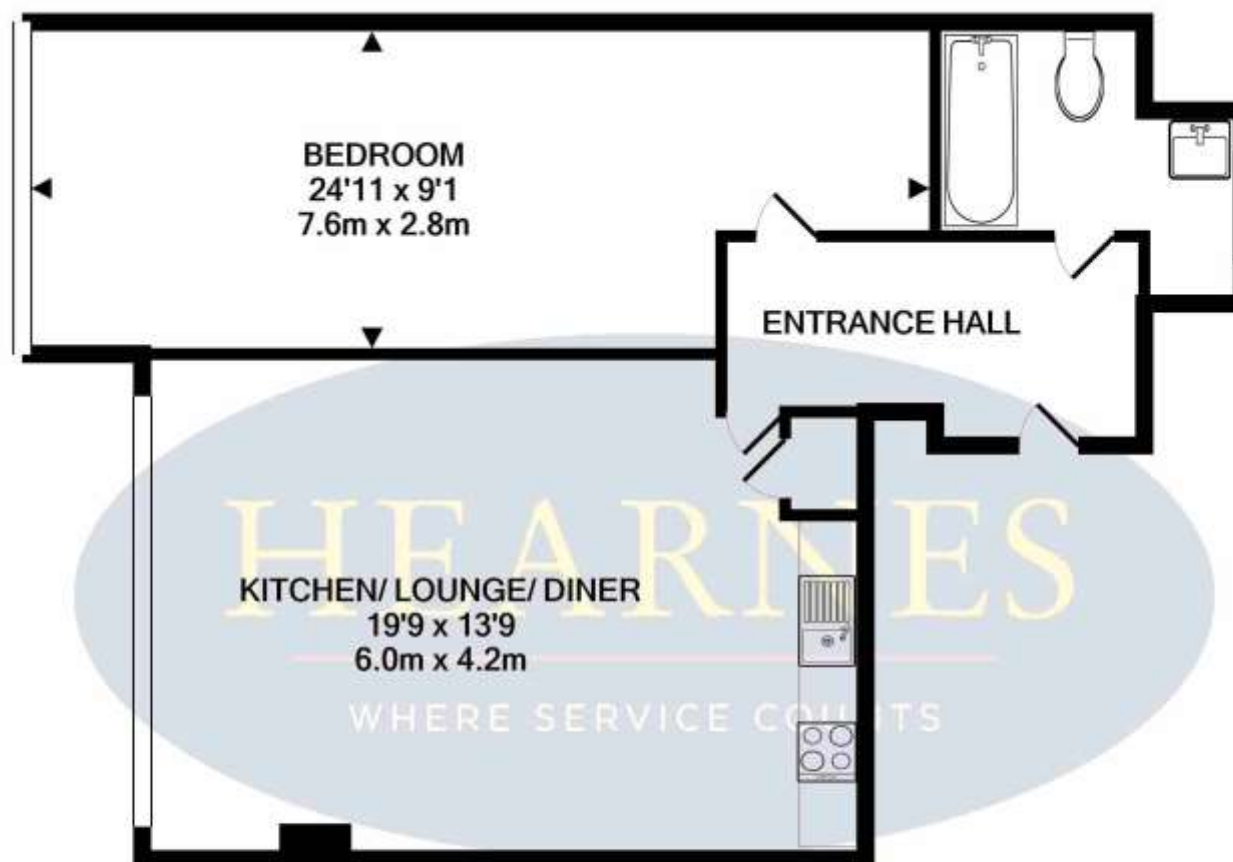 BEDROOM
24'11 x 9'1
7.6m x 2.8m
ENTRANCE HALL
HEARNES
KITCHEN/ LOUNGE/ DINER
19'9 x 13'9
6.0m x 4.2m
WHERE SERVICE COUNTS